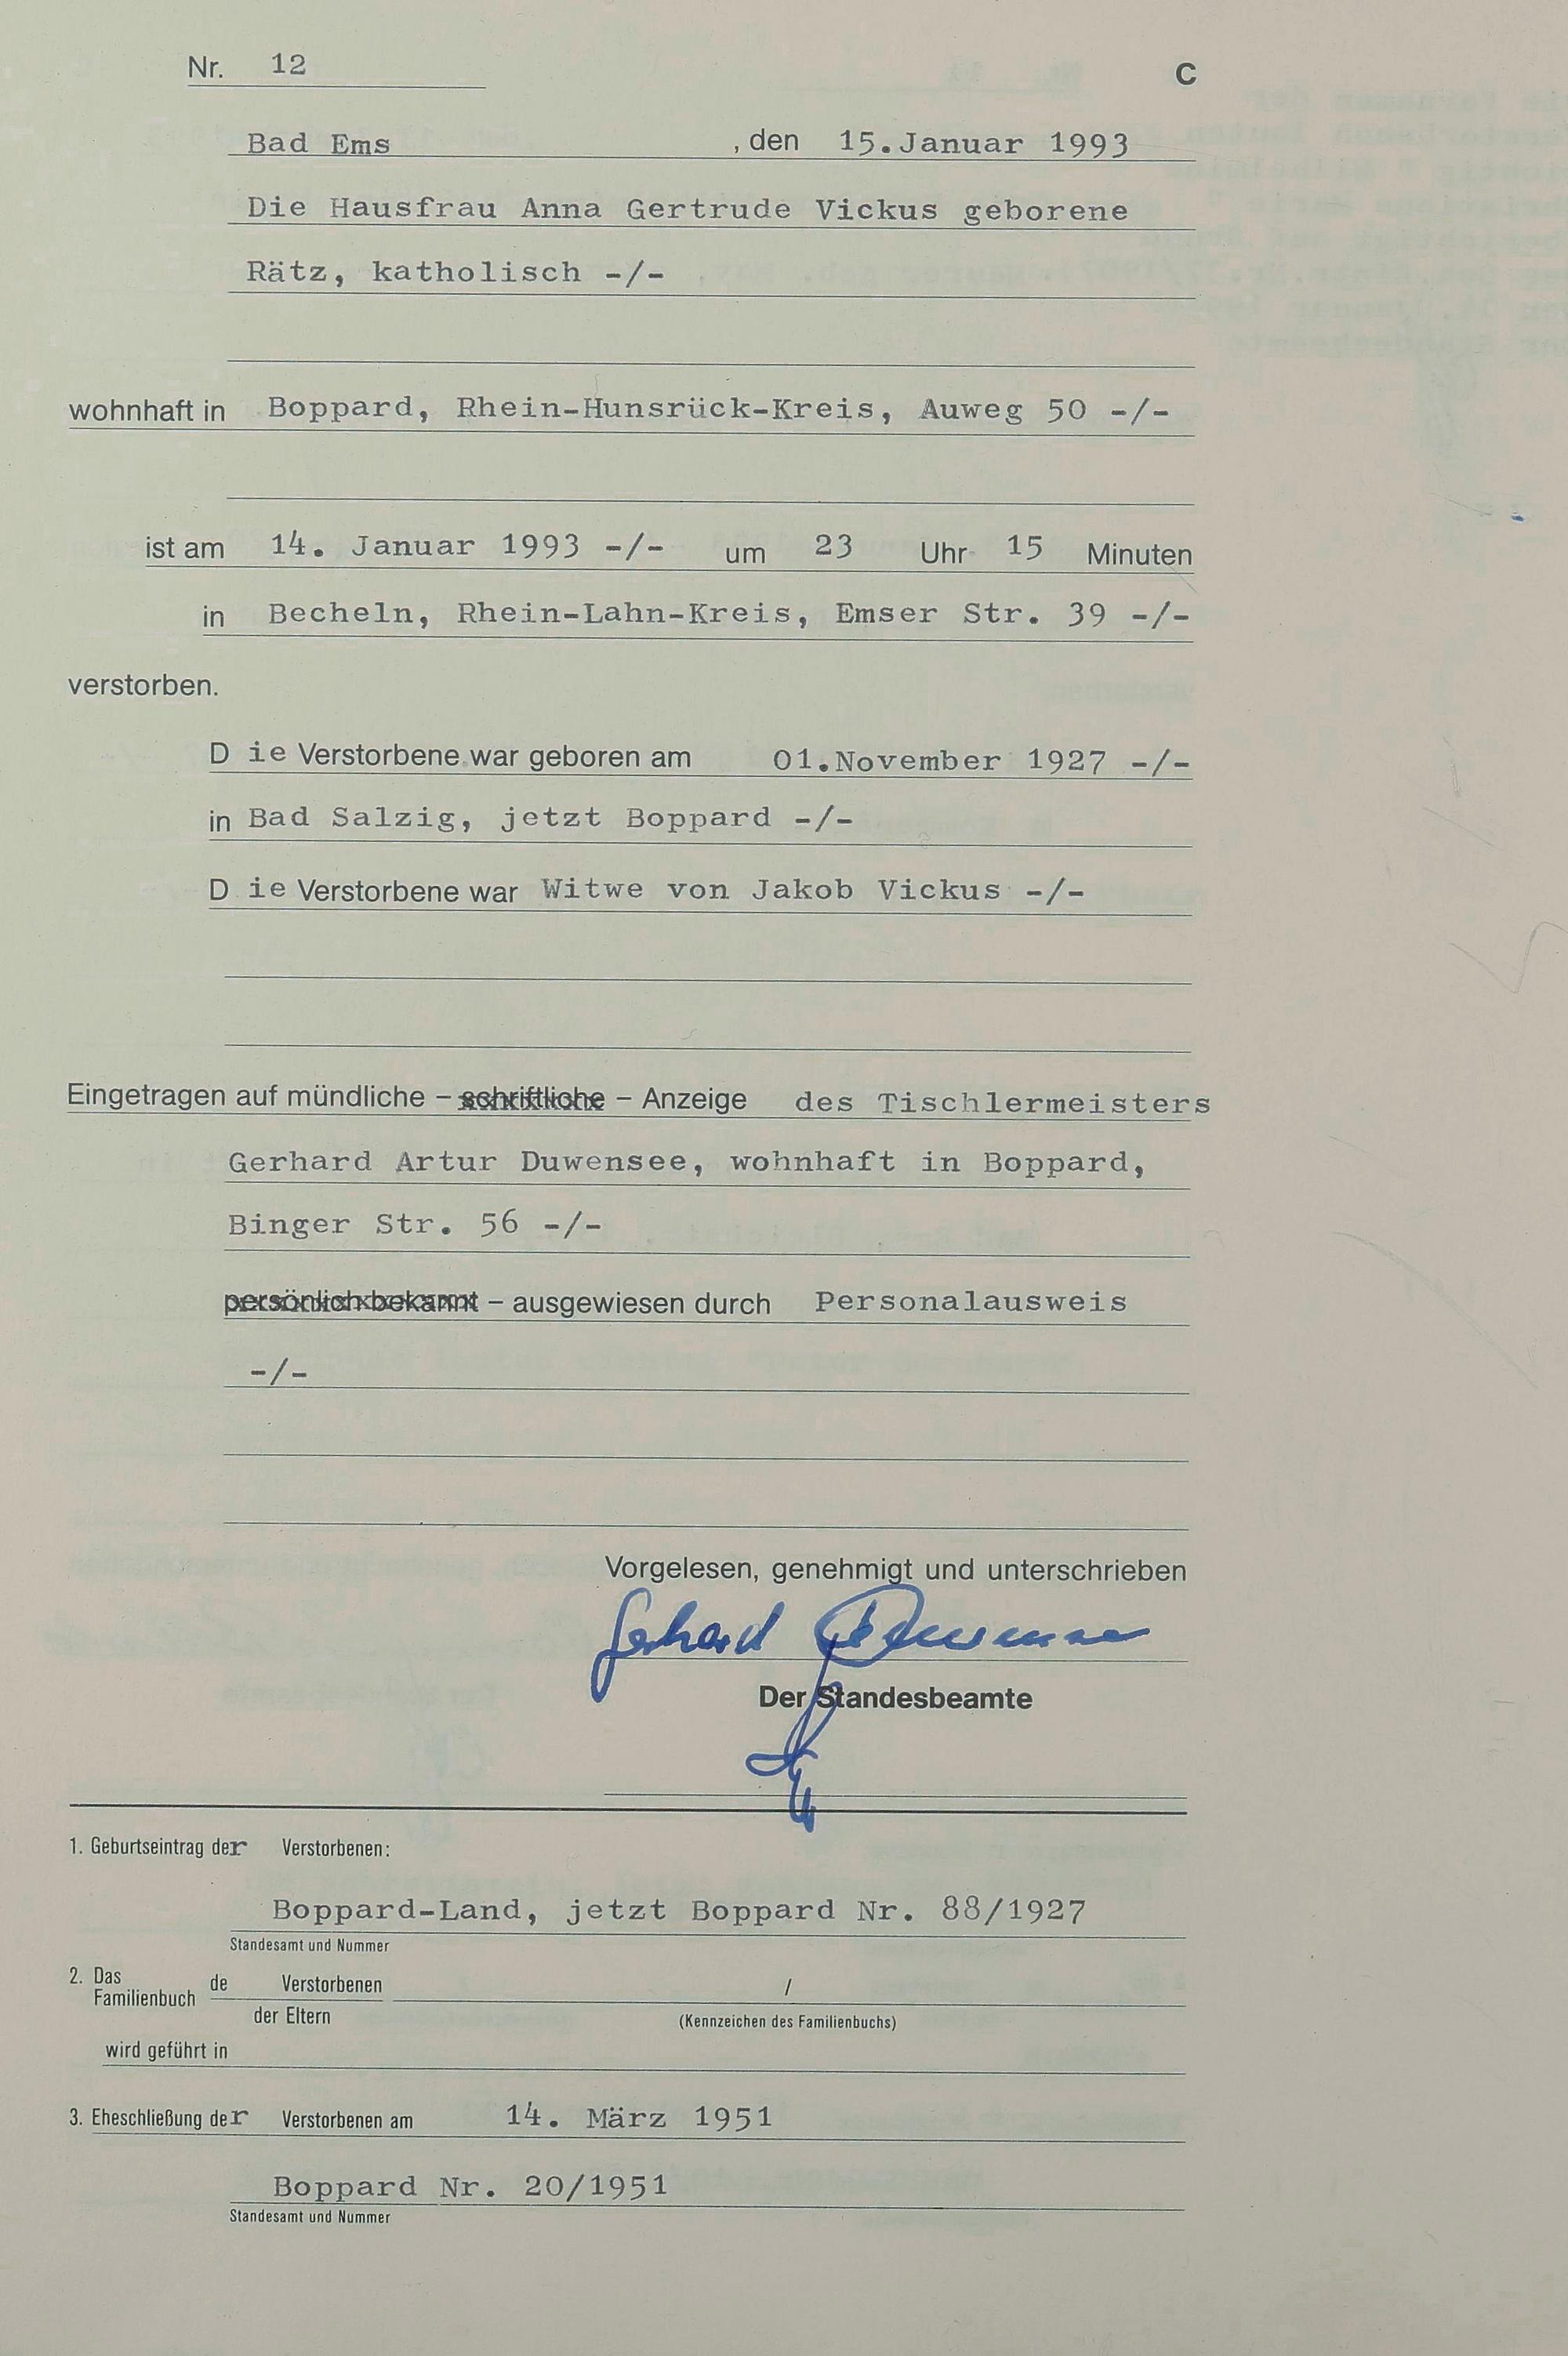 Nr. 12 C
Bad Ems , den 15.Januar 1993
Die Hausfrau Anna Gertrude Vickus geborene
Rätz, katholisch -/-
wohnhaft in Boppard, Rhein-Hunsrück-Kreis, Auweg 50 -/-
ist am 14. Januar 1993 -/- um 23 Uhr 15 Minuten
in Becheln, Rhein-Lahn-Kreis, Emser Str. 39 -/-
verstorben.
D ie Verstorbene war geboren am 01.November 1927 -/-
in Bad Salzig, jetzt Boppard -/-
D ie Verstorbene war Witwe von Jakob Vickus -/-
Eingetragen auf mündliche – schriftliche – Anzeige des Tischlermeisters
Gerhard Artur Duwensee, wohnhaft in Boppard,
Binger Str. 56 -/-
persönlich bekannt – ausgewiesen durch Personalausweis
-/-
Vorgelesen, genehmigt und unterschrieben
Gerhard Duwensee
Der Standesbeamte
1. Geburtseintrag der Verstorbenen:
Boppard-Land, jetzt Boppard Nr. 88/1927
Standesamt und Nummer
2. Das Familienbuch de Verstorbenen /
der Eltern (Kennzeichen des Familienbuchs)
wird geführt in
3. Eheschließung der Verstorbenen am 14. März 1951
Boppard Nr. 20/1951
Standesamt und Nummer